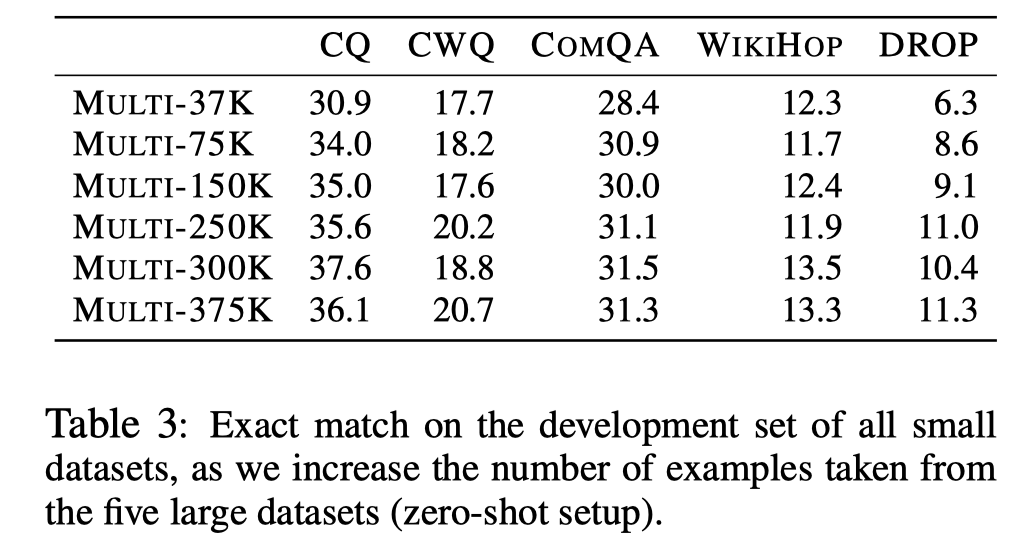 CQ CWQ COMQA WIKIHOP DROP
MULTI-37K 30.9 17.7 28.4 12.3 6.3
MULTI-75K 34.0 18.2 30.9 11.7 8.6
MULTI-150K 35.0 17.6 30.0 12.4 9.1
MULTI-250K 35.6 20.2 31.1 11.9 11.0
MULTI-300K 37.6 18.8 31.5 13.5 10.4
MULTI-375K 36.1 20.7 31.3 13.3 11.3
Table 3: Exact match on the development set of all small
datasets, as we increase the number of examples taken from
the five large datasets (zero-shot setup).